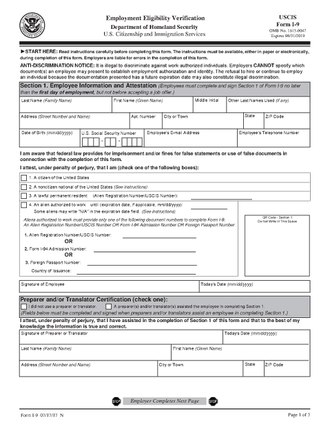 Employment Eligibility Verification
Department of Homeland Security
U.S. Citizenship and Immigration Services
USCIS
Form I-9
OMB No. 1615-0047
Expires 08/31/2019
►START HERE: Read instructions carefully before completing this form. The instructions must be available, either in paper or electronically,
during completion of this form. Employers are liable for errors in the completion of this form.
ANTI-DISCRIMINATION NOTICE: It is illegal to discriminate against work-authorized individuals. Employers CANNOT specify which
document(s) an employee may present to establish employment authorization and identity. The refusal to hire or continue to employ
an individual because the documentation presented has a future expiration date may also constitute illegal discrimination.
Section 1. Employee Information and Attestation (Employees must complete and sign Section 1 of Form I-9 no later
than the first day of employment, but not before accepting a job offer.)
Last Name (Family Name) First Name (Given Name) Middle Initial Other Last Names Used (if any)
Address (Street Number and Name) Apt. Number City or Town State ZIP Code
Date of Birth (mm/dd/yyyy) U.S. Social Security Number Employee's E-mail Address Employee's Telephone Number
- -
I am aware that federal law provides for imprisonment and/or fines for false statements or use of false documents in
connection with the completion of this form.
I attest, under penalty of perjury, that I am (check one of the following boxes):
1. A citizen of the United States
2. A noncitizen national of the United States (See instructions)
3. A lawful permanent resident (Alien Registration Number/USCIS Number):
4. An alien authorized to work until (expiration date, if applicable, mm/dd/yyyy):
Some aliens may write "N/A" in the expiration date field. (See instructions)
Aliens authorized to work must provide only one of the following document numbers to complete Form I-9:
An Alien Registration Number/USCIS Number OR Form I-94 Admission Number OR Foreign Passport Number.
QR Code - Section 1
Do Not Write In This Space
1. Alien Registration Number/USCIS Number:
OR
2. Form I-94 Admission Number:
OR
3. Foreign Passport Number:
Country of Issuance:
Signature of Employee Today's Date (mm/dd/yyyy)
Preparer and/or Translator Certification (check one):
I did not use a preparer or translator. A preparer(s) and/or translator(s) assisted the employee in completing Section 1.
(Fields below must be completed and signed when preparers and/or translators assist an employee in completing Section 1.)
I attest, under penalty of perjury, that I have assisted in the completion of Section 1 of this form and that to the best of my
knowledge the information is true and correct.
Signature of Preparer or Translator Today's Date (mm/dd/yyyy)
Last Name (Family Name) First Name (Given Name)
Address (Street Number and Name) City or Town State ZIP Code
STOP Employer Completes Next Page STOP
Form I-9 07/17/17 N Page 1 of 3